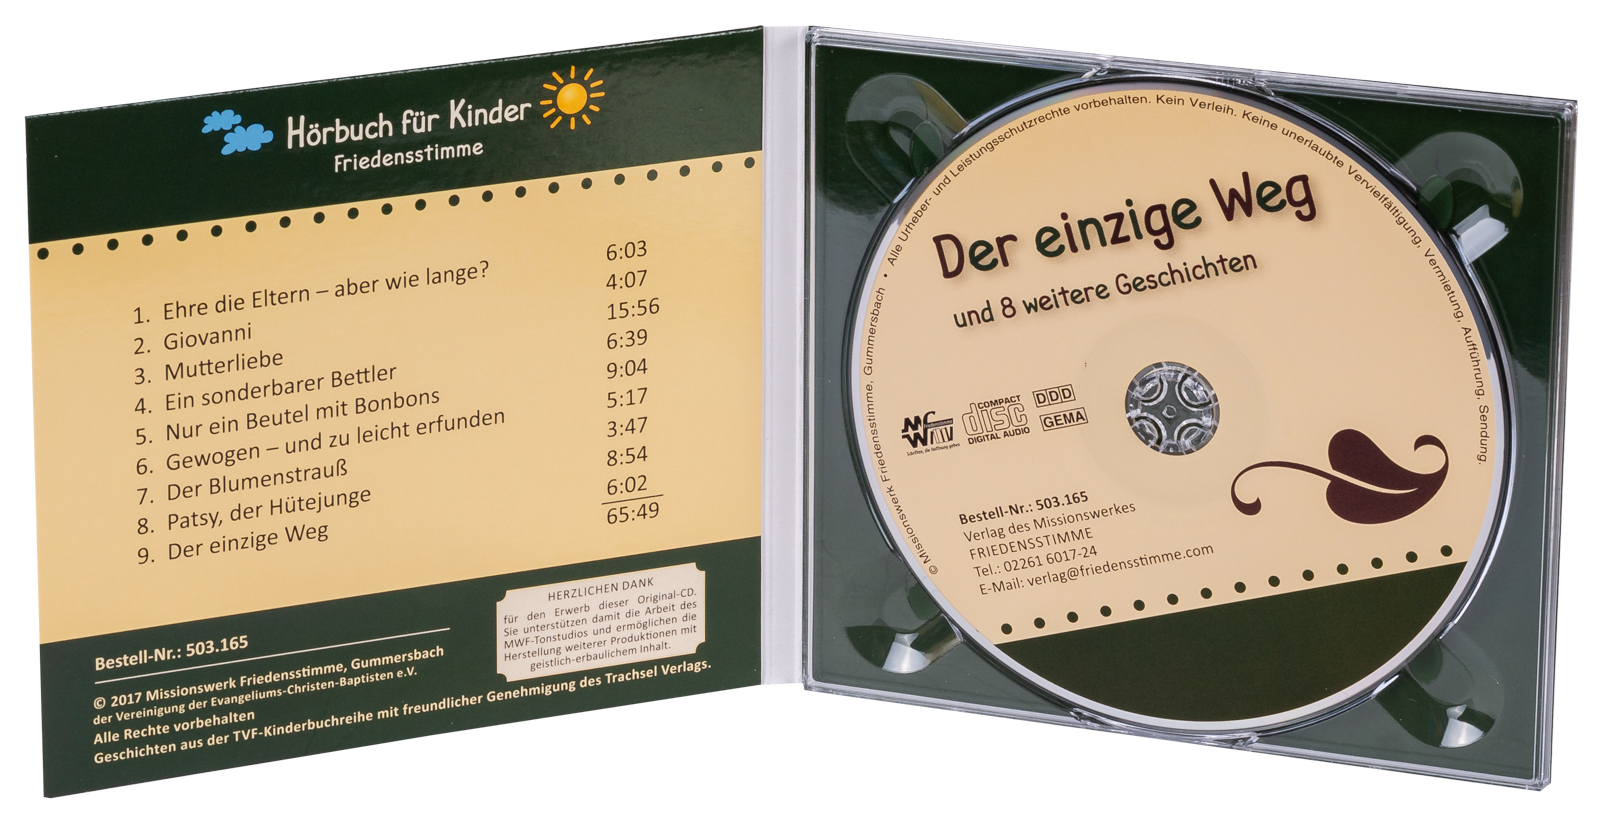 Hörbuch für Kinder
Friedensstimme
1. Ehre die Eltern – aber wie lange? 6:03
2. Giovanni 4:07
3. Mutterliebe 15:56
4. Ein sonderbarer Bettler 6:39
5. Nur ein Beutel mit Bonbons 9:04
6. Gewogen – und zu leicht erfunden 5:17
7. Der Blumenstrauß 3:47
8. Patsy, der Hütejunge 8:54
9. Der einzige Weg 6:02
65:49
HERZLICHEN DANK
für den Erwerb dieser Original-CD.
Sie unterstützen damit die Arbeit des
MWF-Tonstudios und ermöglichen die
Herstellung weiterer Produktionen mit
geistlich-erbaulichem Inhalt.
Bestell-Nr.: 503.165
© 2017 Missionswerk Friedensstimme, Gummersbach
der Vereinigung der Evangeliums-Christen-Baptisten e.V.
Alle Rechte vorbehalten
Geschichten aus der TVF-Kinderbuchreihe mit freundlicher Genehmigung des Trachsel Verlags.
© Missionswerk Friedensstimme, Gummersbach • Alle Urheber- und Leistungsschutzrechte vorbehalten. Kein Verleih. Keine unerlaubte Vervielfältigung, Vermietung, Aufführung, Sendung.
Der einzige Weg
und 8 weitere Geschichten
Friedensstimme
Schriften, die Hoffnung geben
COMPACT
disc
DIGITAL AUDIO
DDD
GEMA
Bestell-Nr.: 503.165
Verlag des Missionswerkes
FRIEDENSSTIMME
Tel.: 02261 6017-24
E-Mail: verlag@friedensstimme.com